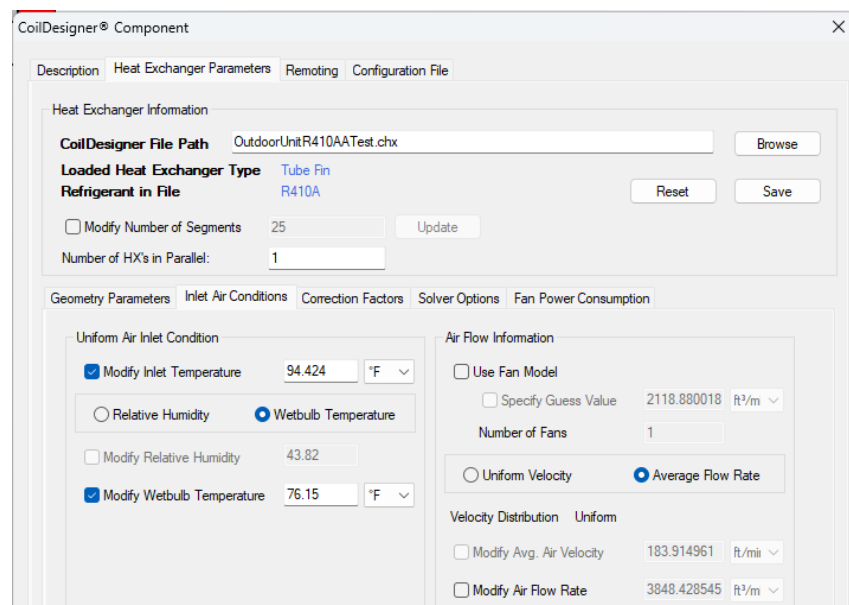 CoilDesigner® Component
Description Heat Exchanger Parameters Remoting Configuration File
Heat Exchanger Information
CoilDesigner File Path OutdoorUnitR410AATest.chx Browse
Loaded Heat Exchanger Type Tube Fin
Refrigerant in File R410A Reset Save
Modify Number of Segments 25 Update
Number of HX's in Parallel: 1
Geometry Parameters Inlet Air Conditions Correction Factors Solver Options Fan Power Consumption
Uniform Air Inlet Condition Air Flow Information
Modify Inlet Temperature 94.424 °F Use Fan Model
Specify Guess Value 2118.880018 ft³/m
Relative Humidity Wetbulb Temperature
Number of Fans 1
Modify Relative Humidity 43.82
Uniform Velocity Average Flow Rate
Modify Wetbulb Temperature 76.15 °F
Velocity Distribution Uniform
Modify Avg. Air Velocity 183.914961 ft/mi
Modify Air Flow Rate 3848.428545 ft³/m